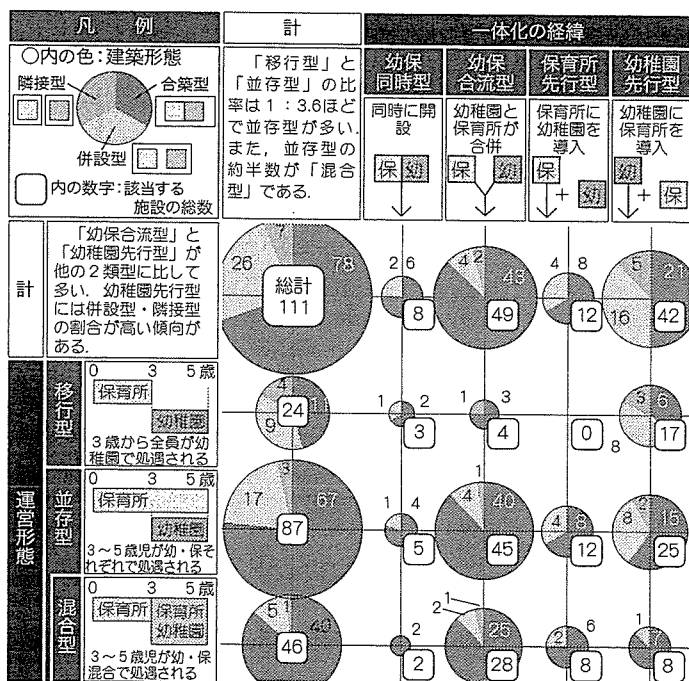 凡　例
○内の色：建築形態
隣接型
合築型
併設型
内の数字：該当する
施設の総数
計
「移行型」と
「並存型」の比
率は1：3.6ほど
で並存型が多い．
また，並存型の
約半数が「混合
型」である．
一体化の経緯
幼保
同時型
幼保
合流型
保育所
先行型
幼稚園
先行型
同時に開
設
保 幼
幼稚園と
保育所が
合併
保 幼
保育所に
幼稚園を
導入
保
+ 幼
幼稚園に
保育所を
導入
幼
+ 保
計
「幼保合流型」と
「幼稚園先行型」が
他の2類型に比して
多い．幼稚園先行型
には併設型・隣接型
の割合が高い傾向が
ある．
7
26
78
総計
111
2 6
8
4 2
43
49
4 8
12
5
21
16
42
運営形態
移行型
0 3 5歳
保育所
幼稚園
3歳から全員が幼
稚園で処遇される
4
11
9
24
1 2
3
1 3
4
0
3
6
8
17
並存型
0 3 5歳
保育所
幼稚園
3～5歳児が幼・保そ
れぞれで処遇される
3
17
67
87
1 4
5
1
4
40
45
4 8
12
2
8
15
25
混合型
0 3 5歳
保育所
保育所
幼稚園
3～5歳児が幼・保
混合で処遇される
5 1
40
46
2
2
1
2
25
28
2 6
8
1
7
8